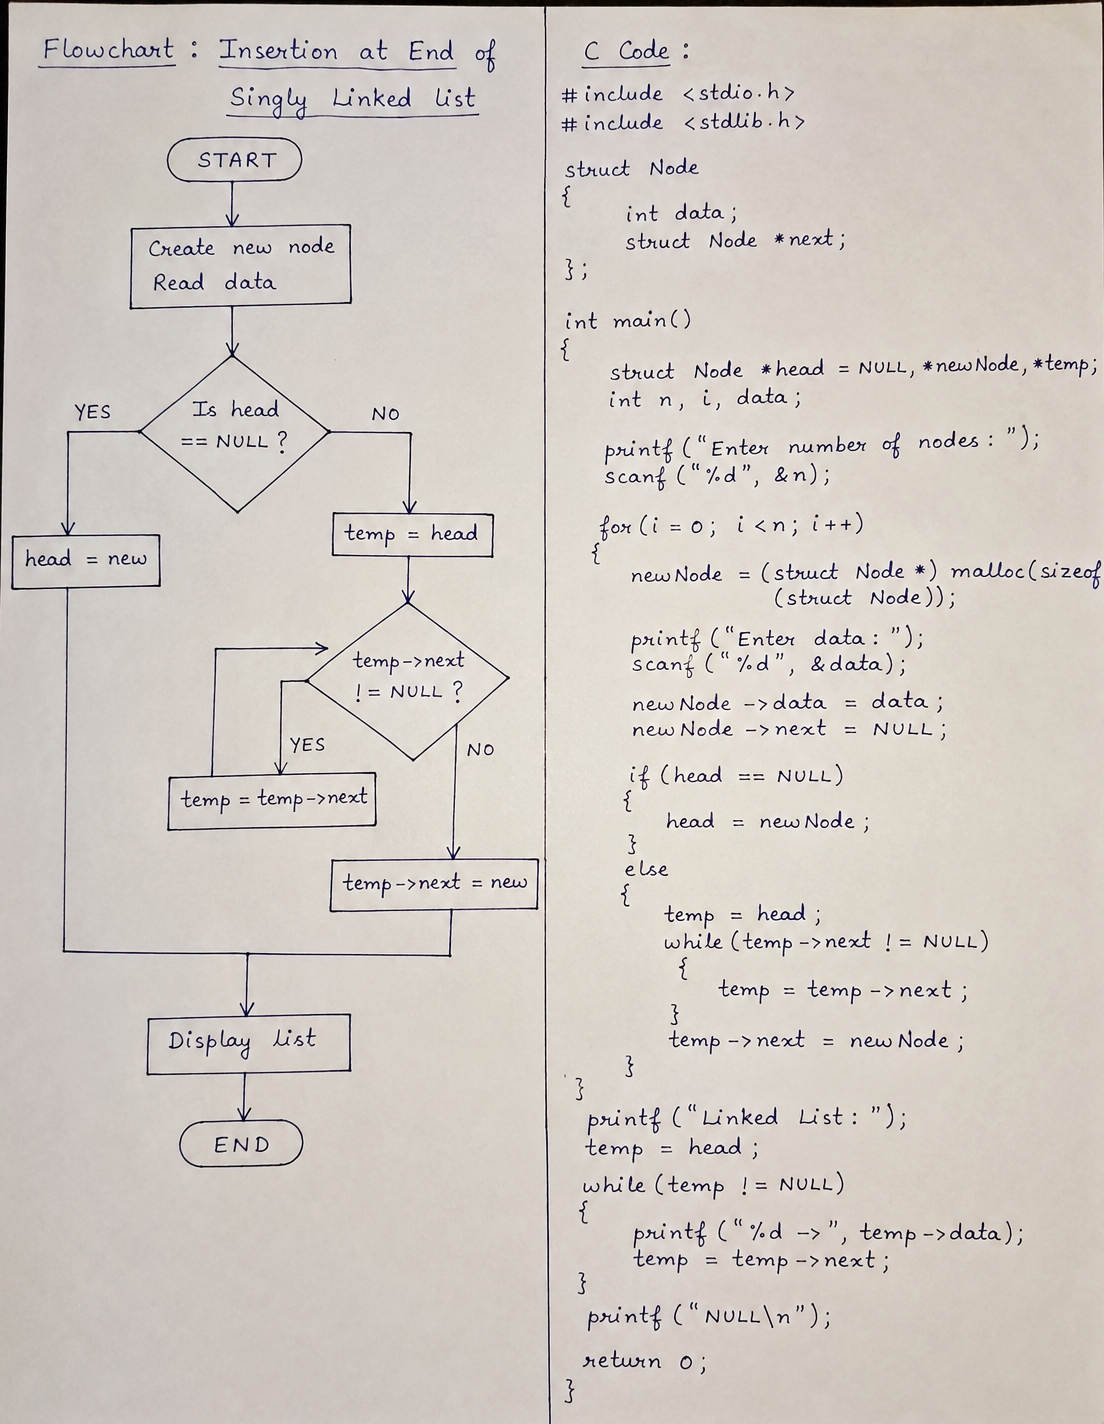 Flowchart : Insertion at End of
Singly Linked list
START
Create new node
Read data
Is head
== NULL ?
YES
NO
head = new
temp = head
temp->next
!= NULL ?
YES
NO
temp = temp->next
temp->next = new
Display list
END
C Code :
#include <stdio.h>
#include <stdlib.h>
struct Node
{
int data;
struct Node *next;
};
int main()
{
struct Node *head = NULL, *newNode, *temp;
int n, i, data;
printf("Enter number of nodes: ");
scanf("%d", &n);
for(i = 0; i < n; i++)
{
newNode = (struct Node *) malloc(sizeof
(struct Node));
printf("Enter data: ");
scanf("%d", &data);
newNode->data = data;
newNode->next = NULL;
if (head == NULL)
{
head = newNode;
}
else
{
temp = head;
while(temp->next != NULL)
{
temp = temp->next;
}
temp->next = newNode;
}
}
printf("Linked List: ");
temp = head;
while(temp != NULL)
{
printf("%d ->", temp->data);
temp = temp->next;
}
printf("NULL\n");
return 0;
}